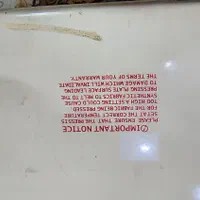 IMPORTANT NOTICE
PLEASE ENSURE THAT THE PRESS IS
SET AT THE CORRECT TEMPERATURE
FOR THE FABRIC BEING PRESSED
TOO HIGH A SETTING COULD CAUSE
SYNTHETIC FABRICS TO MELT TO THE
PRESSING PLATE SURFACE LEADING
TO DAMAGE WHICH WILL INVALIDATE
THE TERMS OF YOUR WARRANTY.